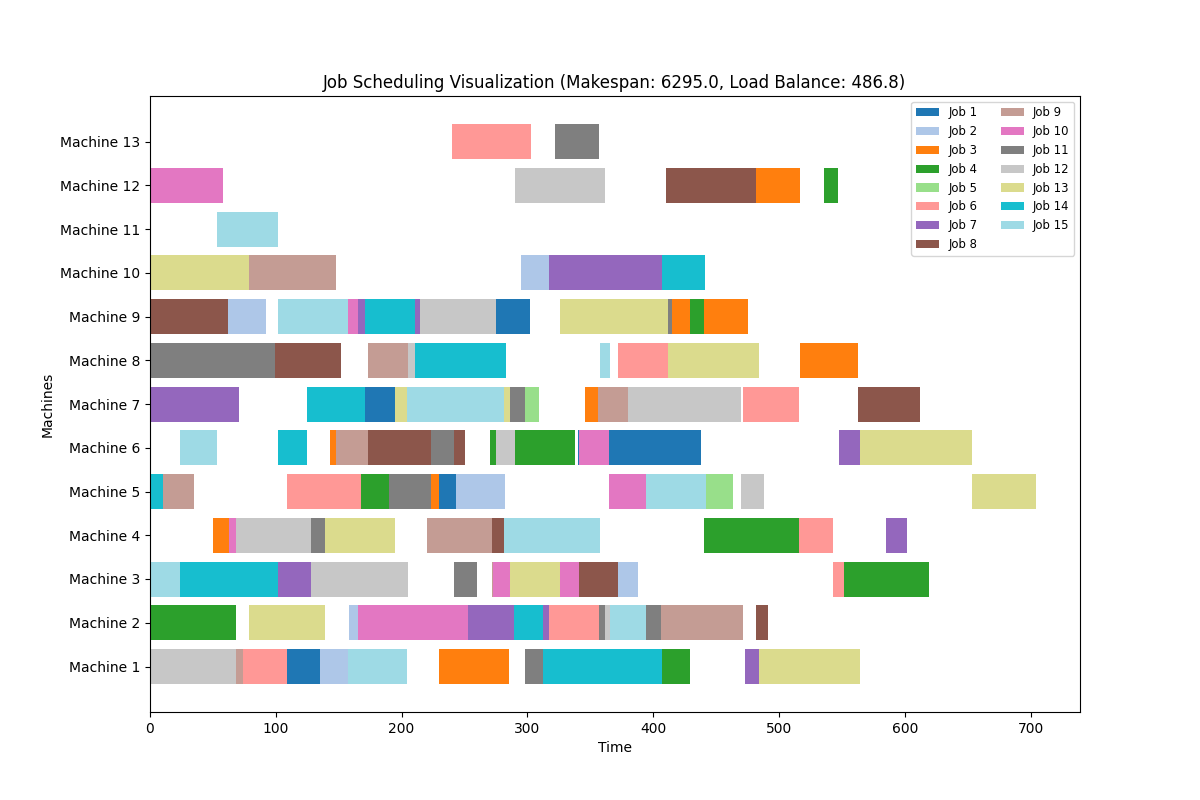 Job Scheduling Visualization (Makespan: 6295.0, Load Balance: 486.8)
Machines
Machine 13
Machine 12
Machine 11
Machine 10
Machine 9
Machine 8
Machine 7
Machine 6
Machine 5
Machine 4
Machine 3
Machine 2
Machine 1
Job 1
Job 2
Job 3
Job 4
Job 5
Job 6
Job 7
Job 8
Job 9
Job 10
Job 11
Job 12
Job 13
Job 14
Job 15
0 100 200 300 400 500 600 700
Time